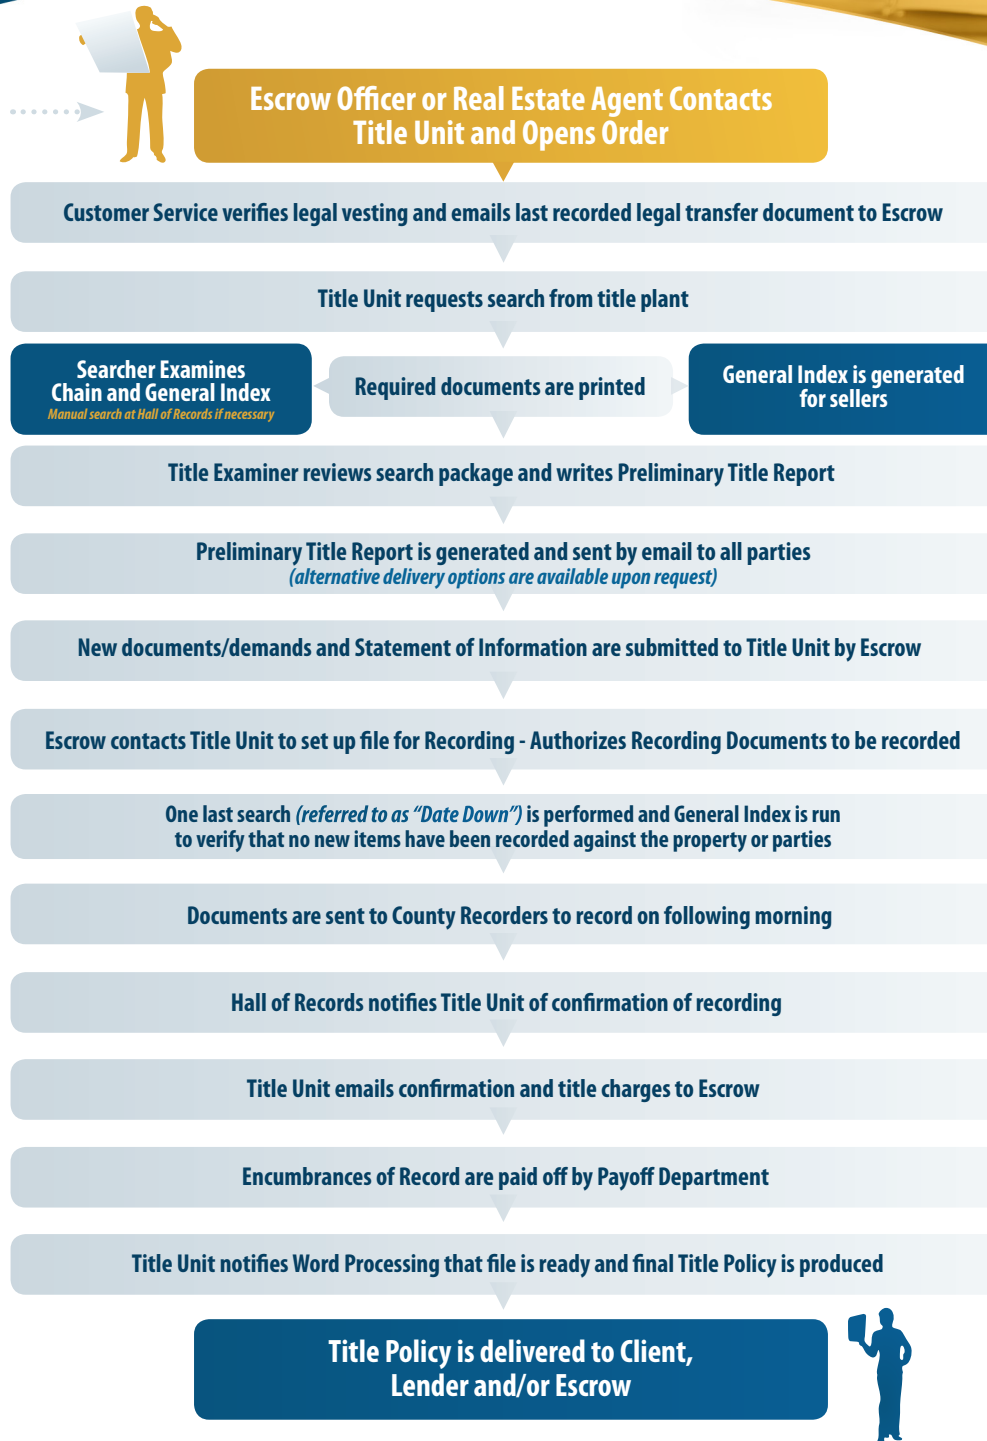 Escrow Officer or Real Estate Agent Contacts
Title Unit and Opens Order
Customer Service verifies legal vesting and emails last recorded legal transfer document to Escrow
Title Unit requests search from title plant
Searcher Examines
Chain and General Index
Manual search at Hall of Records if necessary
Required documents are printed
General Index is generated
for sellers
Title Examiner reviews search package and writes Preliminary Title Report
Preliminary Title Report is generated and sent by email to all parties
(alternative delivery options are available upon request)
New documents/demands and Statement of Information are submitted to Title Unit by Escrow
Escrow contacts Title Unit to set up file for Recording - Authorizes Recording Documents to be recorded
One last search (referred to as “Date Down”) is performed and General Index is run
to verify that no new items have been recorded against the property or parties
Documents are sent to County Recorders to record on following morning
Hall of Records notifies Title Unit of confirmation of recording
Title Unit emails confirmation and title charges to Escrow
Encumbrances of Record are paid off by Payoff Department
Title Unit notifies Word Processing that file is ready and final Title Policy is produced
Title Policy is delivered to Client,
Lender and/or Escrow